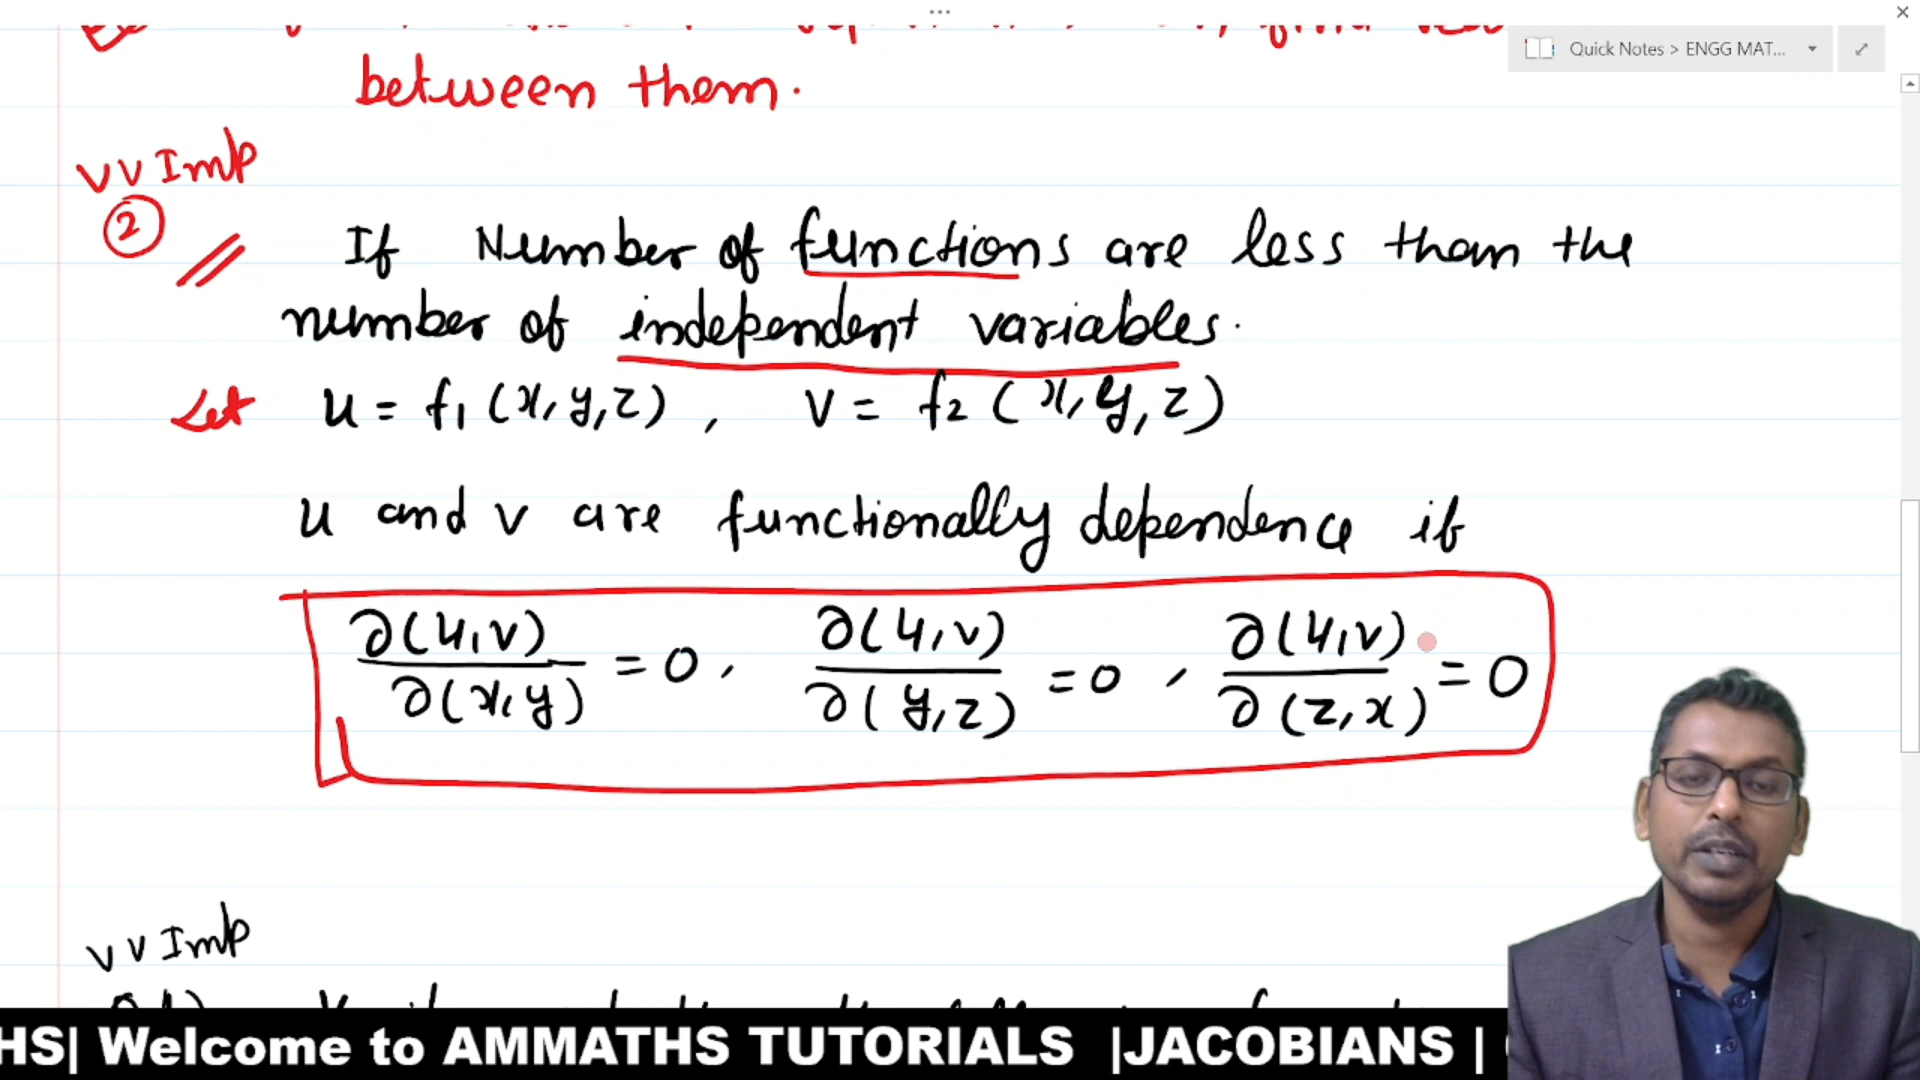 Quick Notes > ENGG MAT...
between them.
VV Imp
② If Number of functions are less than the
number of independent variables.
Let u = f₁ (x, y, z) , v = f₂ (x, y, z)
u and v are functionally dependence if
∂(u,v)/∂(x,y) = 0 , ∂(u,v)/∂(y,z) = 0 , ∂(u,v)/∂(z,x) = 0
VV Imp
HS| Welcome to AMMATHS TUTORIALS |JACOBIANS |